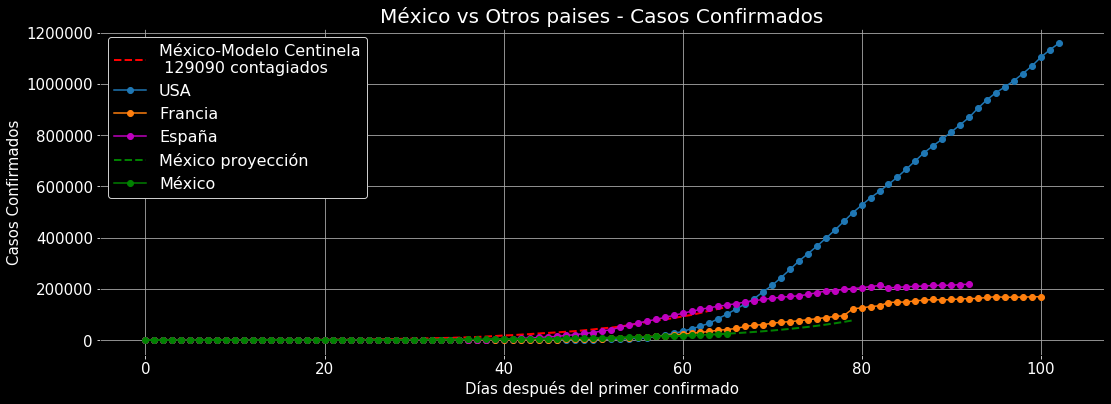 México vs Otros paises - Casos Confirmados
México-Modelo Centinela
129090 contagiados
USA
Francia
España
México proyección
México
Casos Confirmados
1200000
1000000
800000
600000
400000
200000
0
0 20 40 60 80 100
Días después del primer confirmado